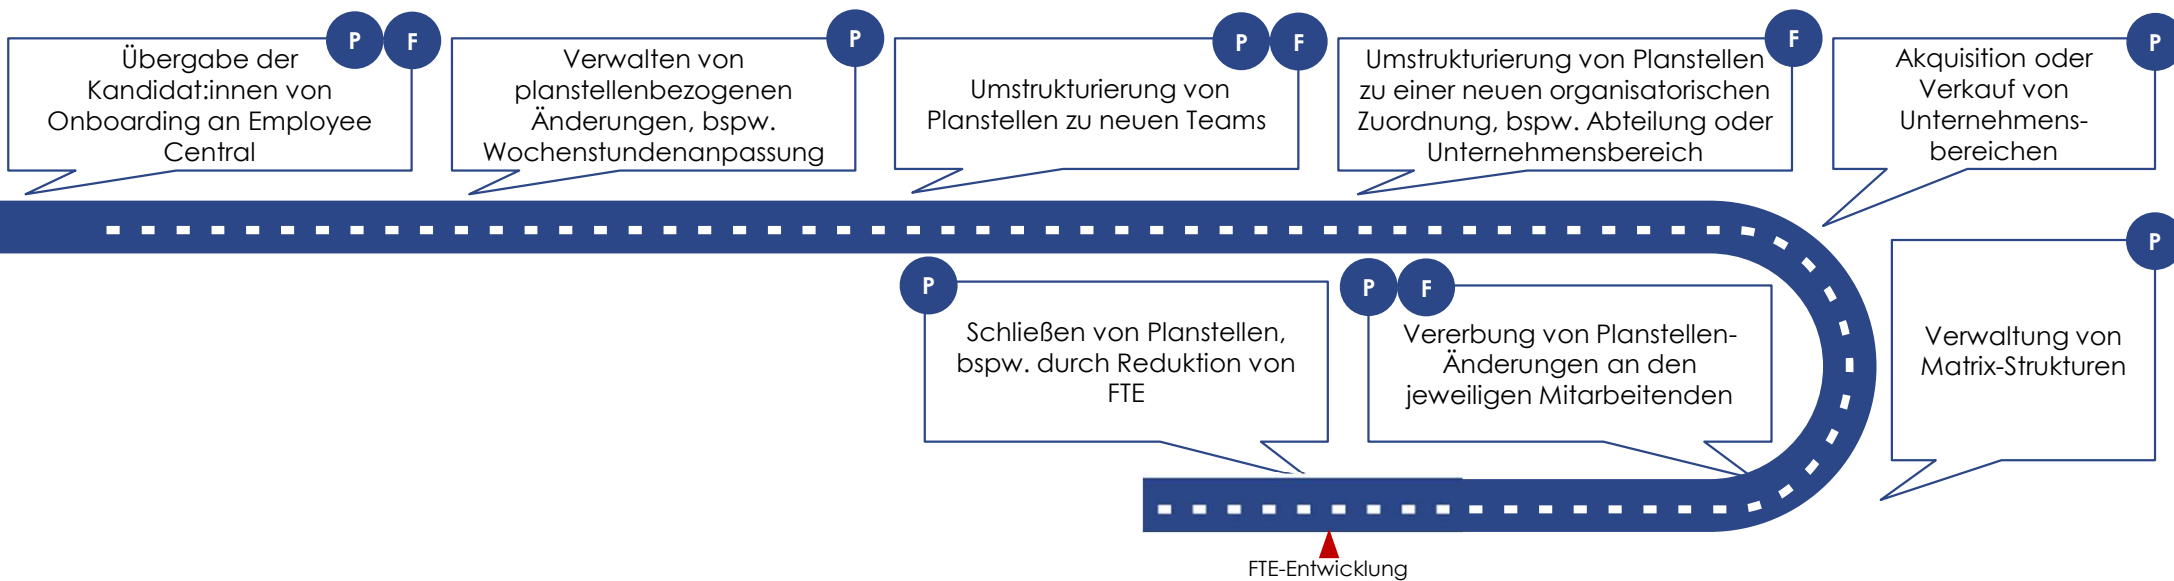 P F
Übergabe der
Kandidat:innen von
Onboarding an Employee
Central
P
Verwalten von
planstellenbezogenen
Änderungen, bspw.
Wochenstundenanpassung
P F
Umstrukturierung von
Planstellen zu neuen Teams
F
Umstrukturierung von Planstellen
zu einer neuen organisatorischen
Zuordnung, bspw. Abteilung oder
Unternehmensbereich
P
Akquisition oder
Verkauf von
Unternehmens-
bereichen
P
Verwaltung von
Matrix-Strukturen
P F
Vererbung von Planstellen-
Änderungen an den
jeweiligen Mitarbeitenden
P
Schließen von Planstellen,
bspw. durch Reduktion von
FTE
FTE-Entwicklung